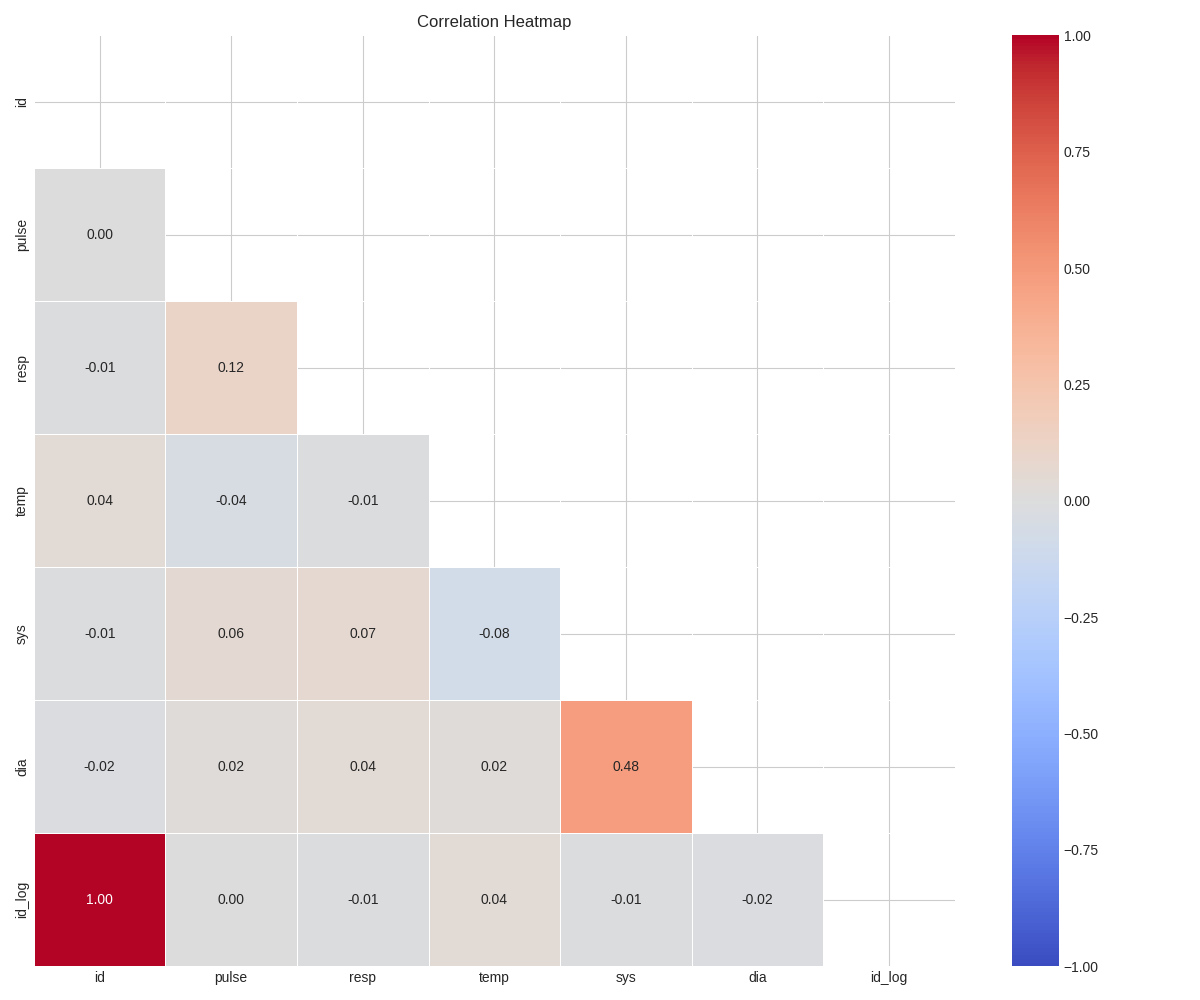 Correlation Heatmap
id
pulse
0.00
resp
-0.01 0.12
temp
0.04 -0.04 -0.01
sys
-0.01 0.06 0.07 -0.08
dia
-0.02 0.02 0.04 0.02 0.48
id_log
1.00 0.00 -0.01 0.04 -0.01 -0.02
id pulse resp temp sys dia id_log
1.00
0.75
0.50
0.25
0.00
−0.25
−0.50
−0.75
−1.00